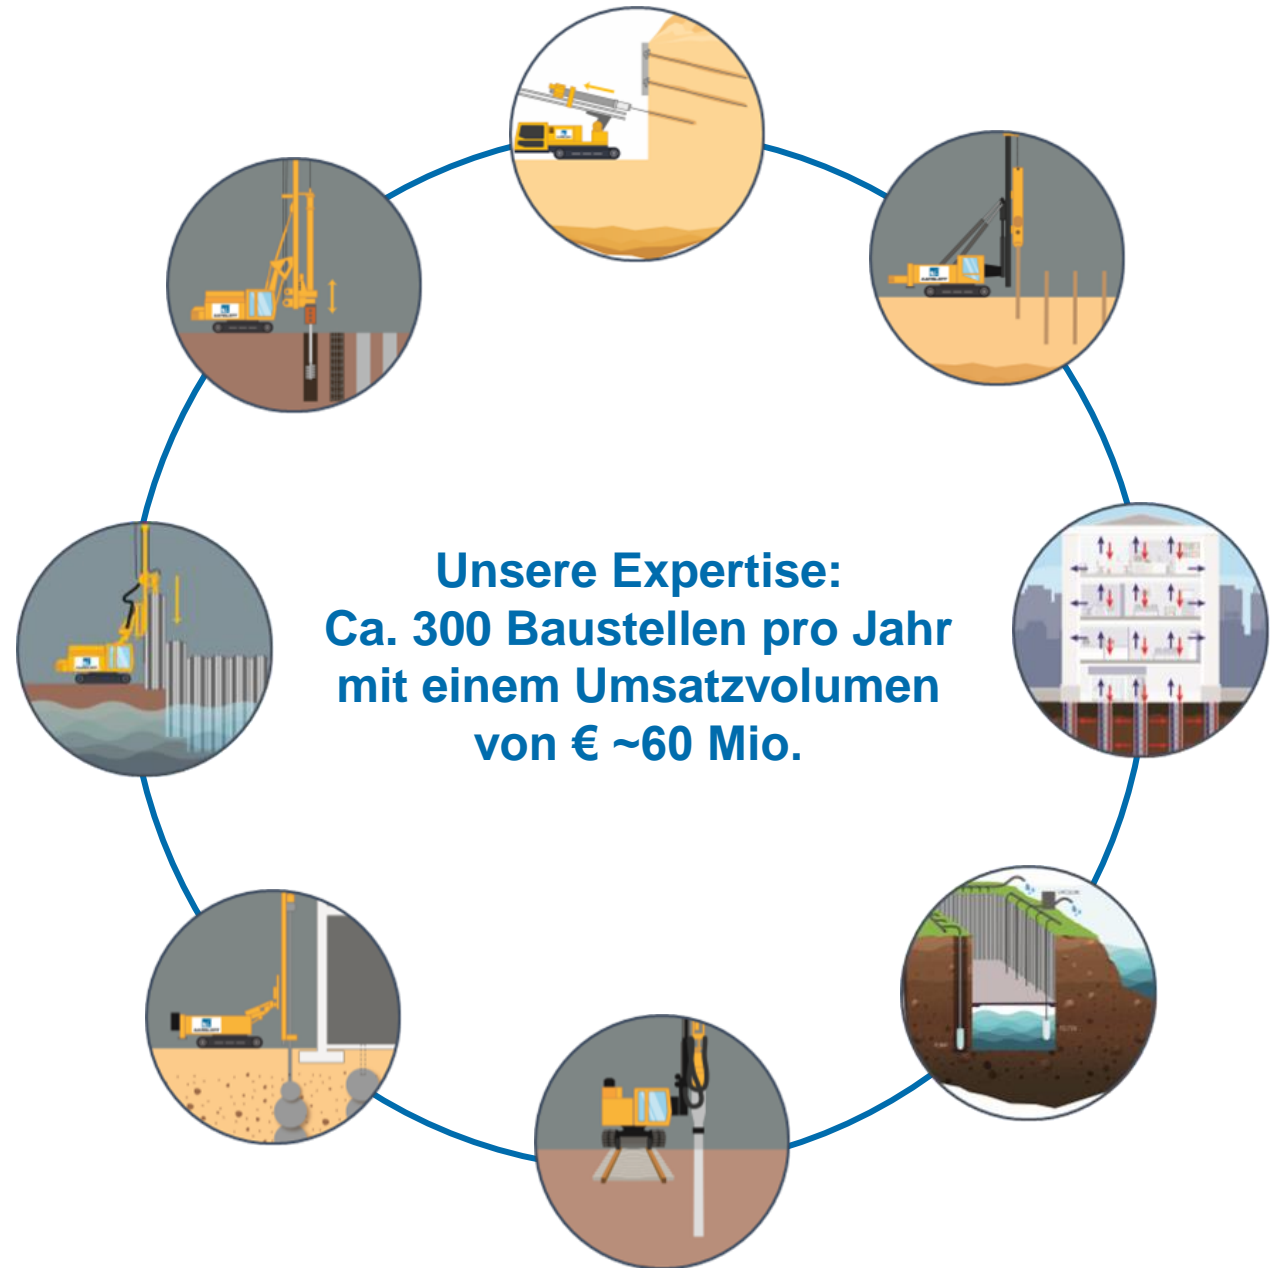 Unsere Expertise:
Ca. 300 Baustellen pro Jahr
mit einem Umsatzvolumen
von € ~60 Mio.